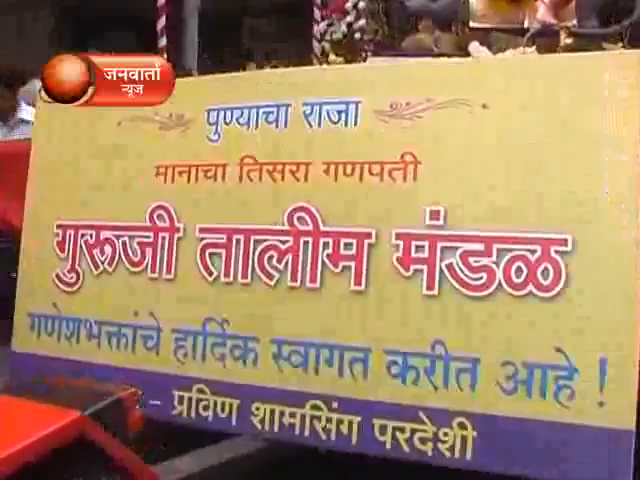 जनवार्ता
न्यूज
पुण्याचा राजा
मानाचा तिसरा गणपती
गुरूजी तालीम मंडळ
गणेशभक्तांचे हार्दिक स्वागत करीत आहे !
- प्रविण शामसिंग परदेशी